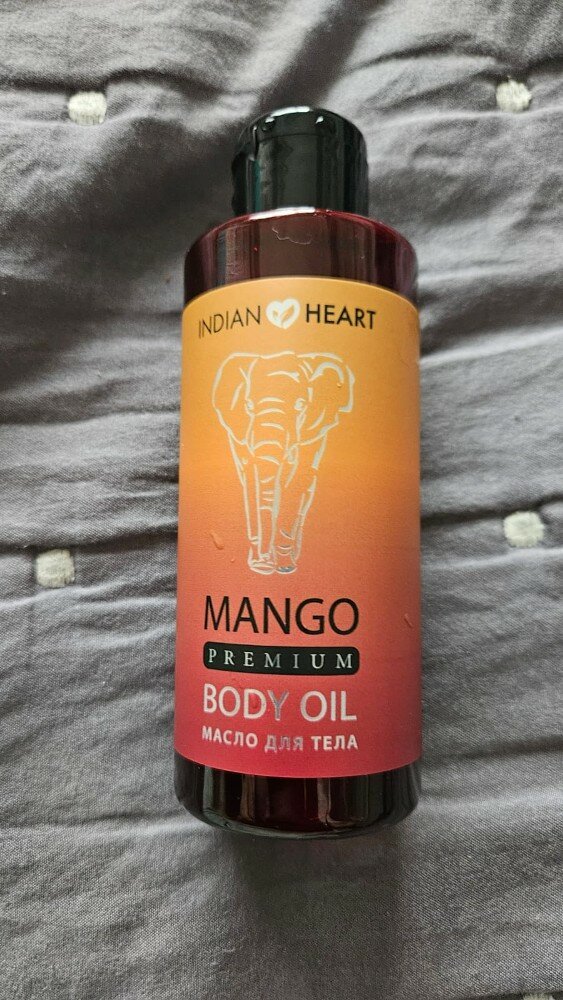 INDIAN HEART
MANGO
PREMIUM
BODY OIL
МАСЛО ДЛЯ ТЕЛА